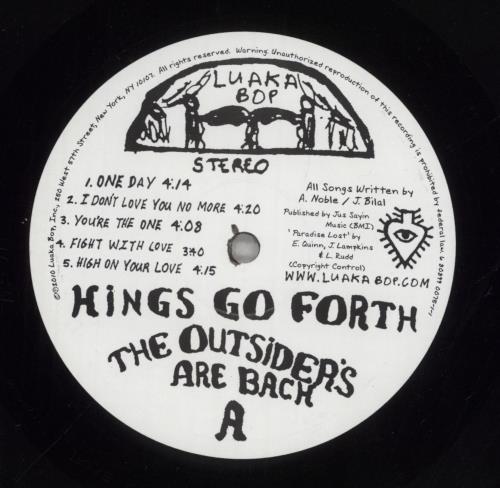 ©℗2010 Luaka Bop, Inc., 250 West 57th Street, New York, NY 10107. All rights reserved. Warning: Unauthorized reproduction of this recording is prohibited by federal law.
LUAKA
BOP
STEREO
1. ONE DAY 4:14
2. I DON'T LOVE YOU NO MORE 4:20
3. YOU'RE THE ONE 4:08
4. FIGHT WITH LOVE 3:40
5. HIGH ON YOUR LOVE 4:15
All Songs Written by
A. Noble / J. Bilal
Published by Jus Sayin
Music (BMI)
'Paradise Lost' by
E. Quinn, J. Lampkins
& L. Rudd
(Copyright Control)
WWW.LUAKABOP.COM
KINGS GO FORTH
THE OUTSIDERS
ARE BACK
A